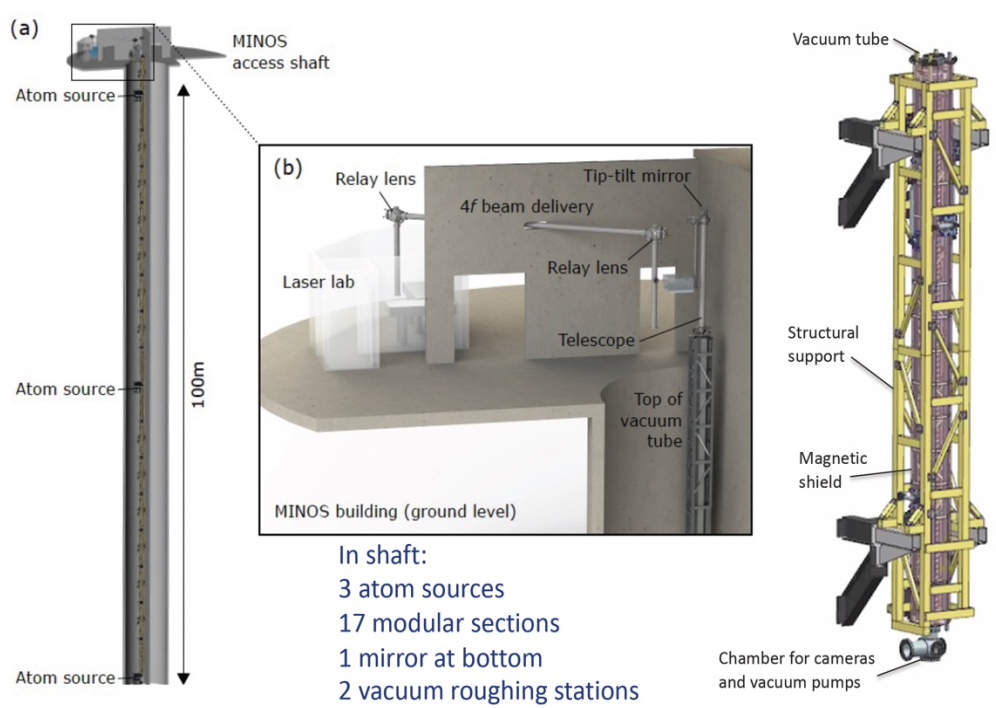 (a)
MINOS
access shaft
Atom source
Atom source
100m
Atom source
(b)
Relay lens
Tip-tilt mirror
4f beam delivery
Relay lens
Laser lab
Telescope
Top of
vacuum
tube
MINOS building (ground level)
In shaft:
3 atom sources
17 modular sections
1 mirror at bottom
2 vacuum roughing stations
Vacuum tube
Structural
support
Magnetic
shield
Chamber for cameras
and vacuum pumps